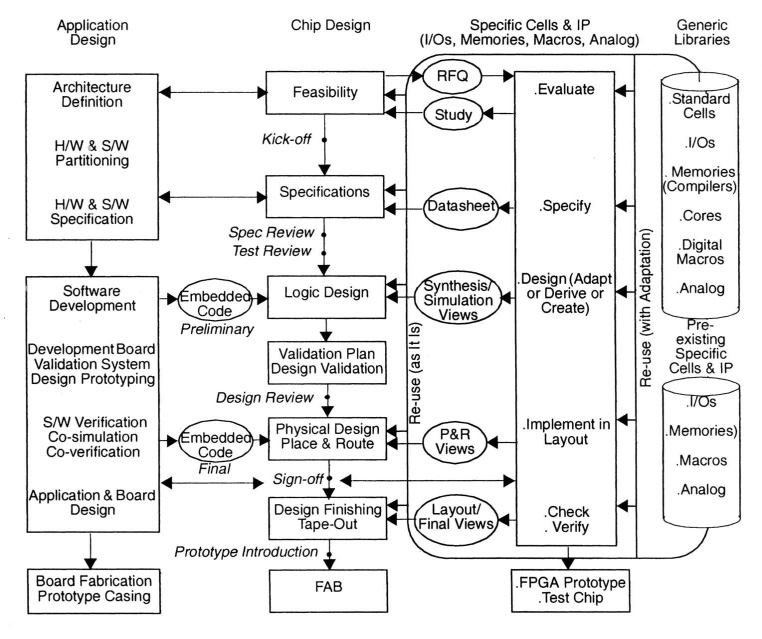 Application
Design
Chip Design
Specific Cells & IP
(I/Os, Memories, Macros, Analog)
Generic
Libraries
Architecture
Definition
H/W & S/W
Partitioning
H/W & S/W
Specification
Software
Development
Development Board
Validation System
Design Prototyping
S/W Verification
Co-simulation
Co-verification
Application & Board
Design
Board Fabrication
Prototype Casing
Embedded
Code
Preliminary
Embedded
Code
Final
Feasibility
Kick-off
Specifications
Spec Review
Test Review
Logic Design
Validation Plan
Design Validation
Design Review
Physical Design
Place & Route
Sign-off
Design Finishing
Tape-Out
Prototype Introduction
FAB
Re-use (as It Is)
RFQ
Study
Datasheet
Synthesis/
Simulation
Views
P&R
Views
Layout/
Final Views
.Evaluate
.Specify
.Design (Adapt
or Derive or
Create)
.Implement in
Layout
.Check
. Verify
.FPGA Prototype
.Test Chip
Re-use (with Adaptation)
.Standard
Cells
.I/Os
. Memories
(Compilers)
.Cores
.Digital
Macros
.Analog
Pre-
existing
Specific
Cells & IP
.I/Os
.Memories)
.Macros
.Analog